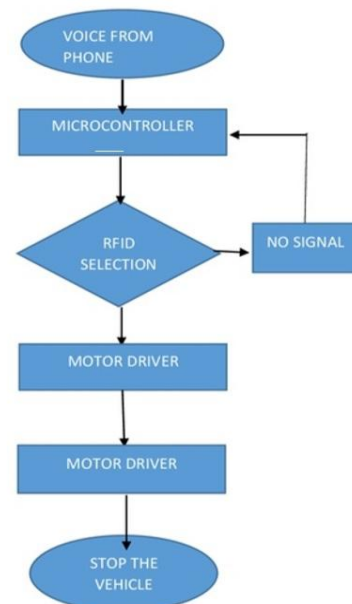 VOICE FROM
PHONE
MICROCONTROLLER
RFID
SELECTION
NO SIGNAL
MOTOR DRIVER
MOTOR DRIVER
STOP THE
VEHICLE